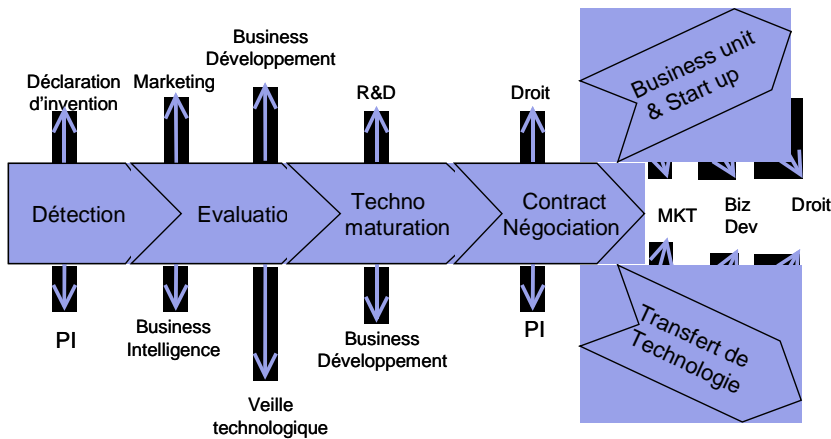 Business
Développement
Déclaration
d'invention
Marketing
R&D
Droit
Business unit
& Start up
Détection
Evaluatio
Techno
maturation
Contract
Négociation
MKT
Biz
Dev
Droit
PI
Business
Intelligence
Veille
technologique
Business
Développement
PI
Transfert de
Technologie